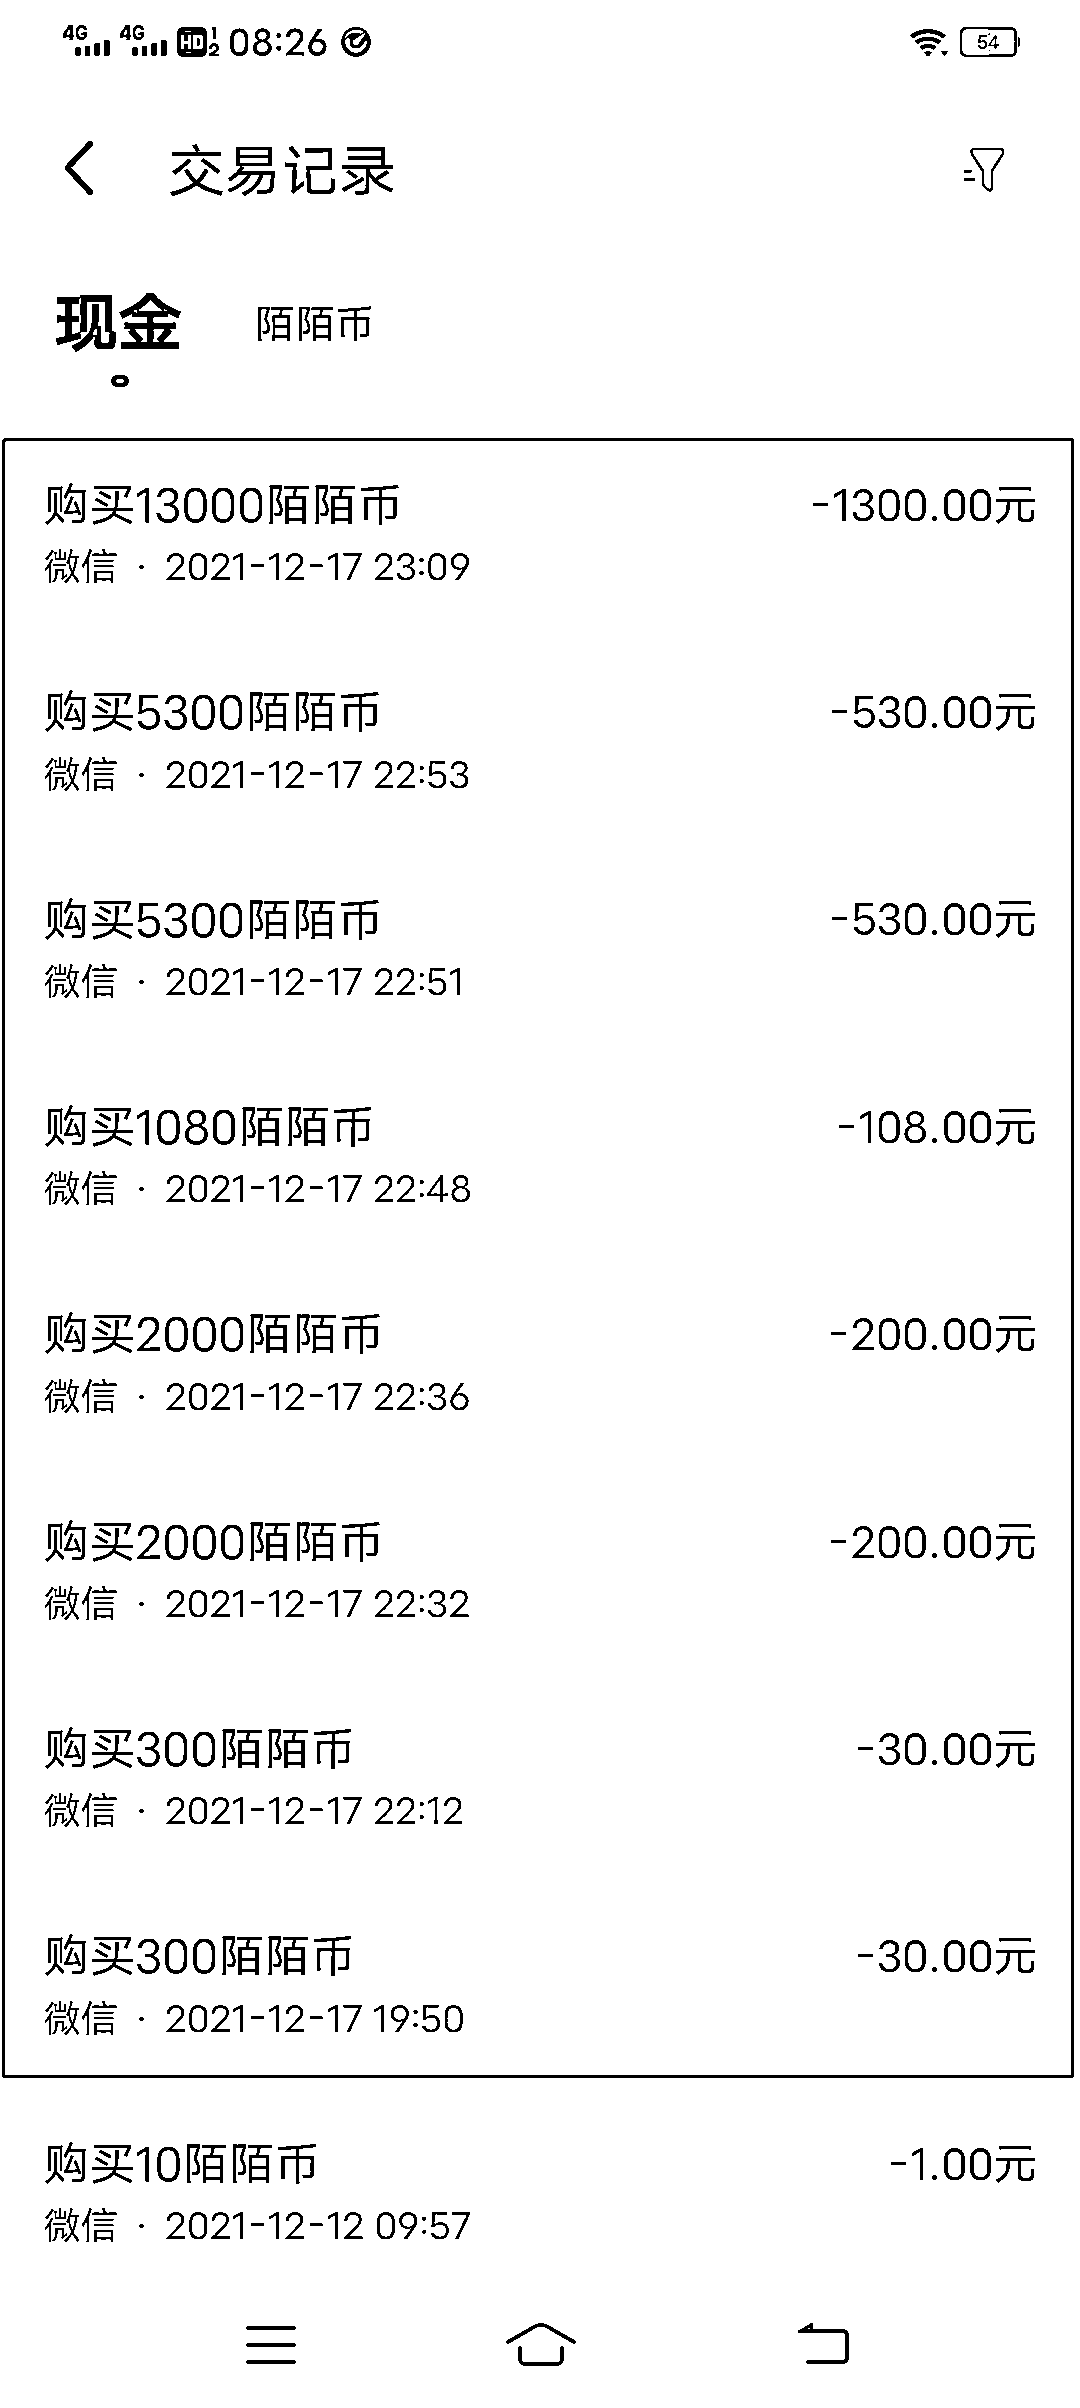 4G 4G HD 1 2 08:26 54
交易记录
现金 陌陌币
购买13000陌陌币 -1300.00元
微信 · 2021-12-17 23:09
购买5300陌陌币 -530.00元
微信 · 2021-12-17 22:53
购买5300陌陌币 -530.00元
微信 · 2021-12-17 22:51
购买1080陌陌币 -108.00元
微信 · 2021-12-17 22:48
购买2000陌陌币 -200.00元
微信 · 2021-12-17 22:36
购买2000陌陌币 -200.00元
微信 · 2021-12-17 22:32
购买300陌陌币 -30.00元
微信 · 2021-12-17 22:12
购买300陌陌币 -30.00元
微信 · 2021-12-17 19:50
购买10陌陌币 -1.00元
微信 · 2021-12-12 09:57